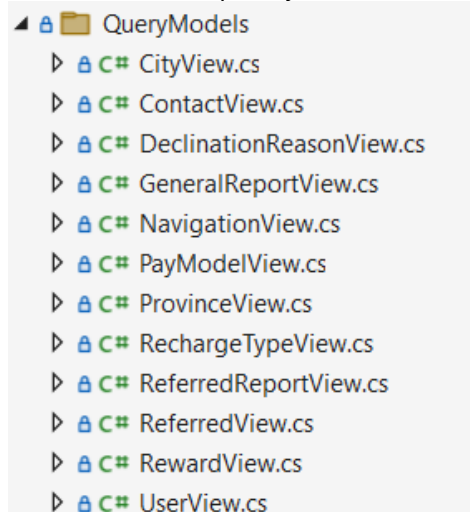 QueryModels
C# CityView.cs
C# ContactView.cs
C# DeclinationReasonView.cs
C# GeneralReportView.cs
C# NavigationView.cs
C# PayModelView.cs
C# ProvinceView.cs
C# RechargeTypeView.cs
C# ReferredReportView.cs
C# ReferredView.cs
C# RewardView.cs
C# UserView.cs